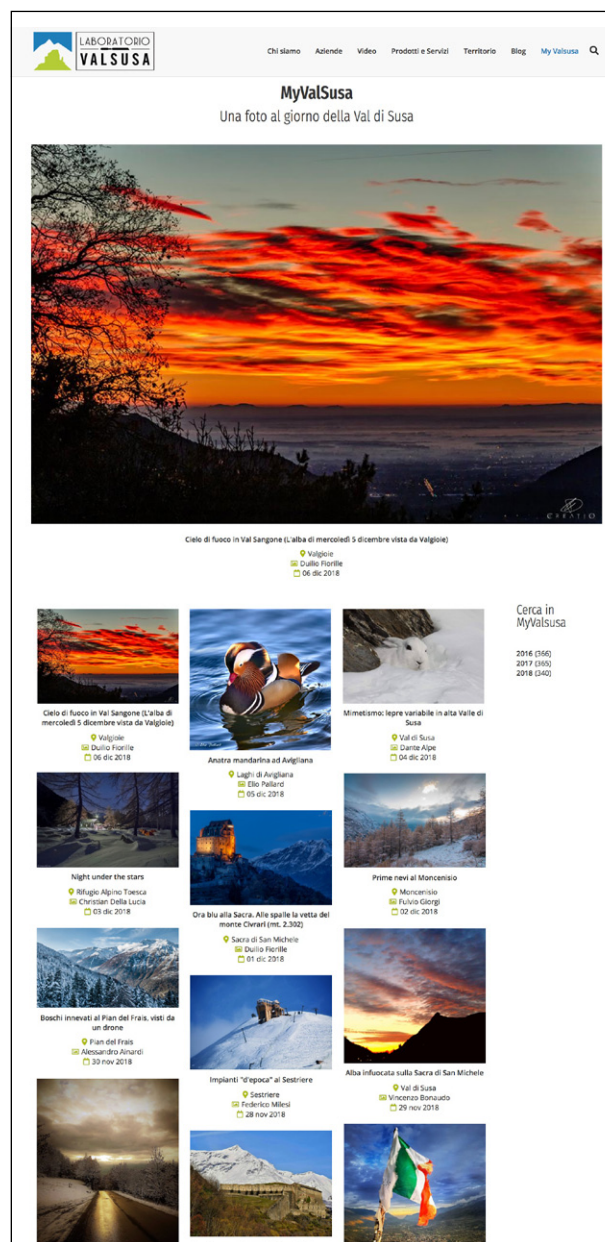 LABORATORIO
VALSUSA
Chi siamo Aziende Video Prodotti e Servizi Territorio Blog My Valsusa
MyValSusa
Una foto al giorno della Val di Susa
CREATIO
Cielo di fuoco in Val Sangone (L'alba di mercoledì 5 dicembre vista da Valgioie)
Valgioie
Duilio Fiorille
06 dic 2018
Cielo di fuoco in Val Sangone (L'alba di
mercoledì 5 dicembre vista da Valgioie)
Valgioie
Duilio Fiorille
06 dic 2018
Night under the stars
Rifugio Alpino Toesca
Christian Della Lucia
03 dic 2018
Boschi innevati al Pian del Frais, visti da
un drone
Pian del Frais
Alessandro Ainardi
30 nov 2018
Anatra mandarina ad Avigliana
Laghi di Avigliana
Elio Pallard
05 dic 2018
Ora blu alla Sacra. Alle spalle la vetta del
monte Civrari (mt. 2.302)
Sacra di San Michele
Duilio Fiorille
01 dic 2018
Impianti "d'epoca" al Sestriere
Sestriere
Federico Milesi
28 nov 2018
Mimetismo: lepre variabile in alta Valle di
Susa
Val di Susa
Dante Alpe
04 dic 2018
Prime nevi al Moncenisio
Moncenisio
Fulvio Giorgi
02 dic 2018
Alba infuocata sulla Sacra di San Michele
Val di Susa
Vincenzo Bonaudo
29 nov 2018
Cerca in
MyValsusa
2016 (366)
2017 (365)
2018 (340)